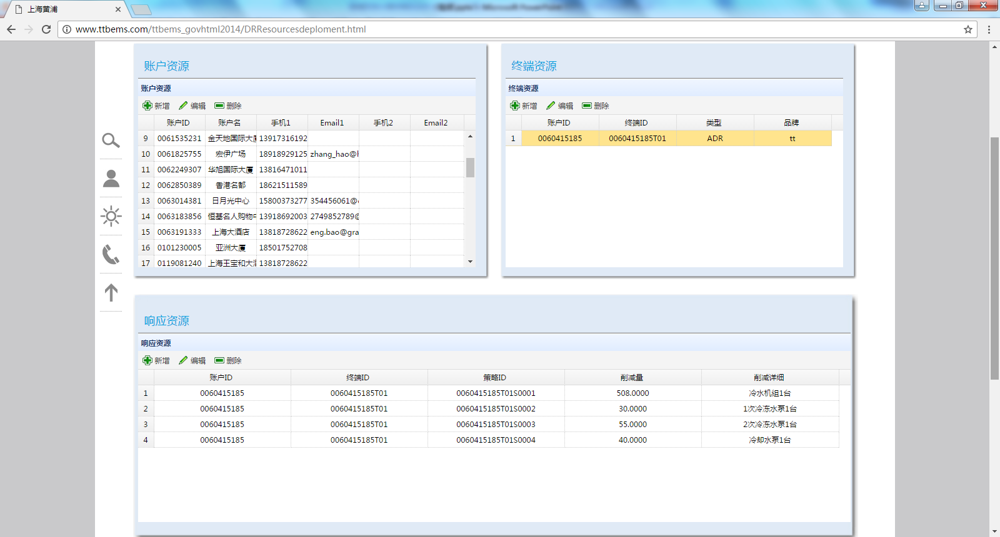 上海黄浦
www.ttbems.com/ttbems_govhtml2014/DRResourcesdeploment.html
账户资源
账户资源
新增 编辑 删除
账户ID 账户名 手机1 Email1 手机2 Email2
9 0061535231 金天地国际大厦 13917316192
10 0061825755 宏伊广场 18918929125 zhang_hao@h
11 0062249307 华旭国际大厦 13816471011
12 0062850389 香港名都 18621511589
13 0063014381 日月光中心 15800373277 354456061@
14 0063183856 恒基名人购物中 13918692003 2749852789@
15 0063191333 上海大酒店 13818728622 eng.bao@gra
16 0101230005 亚洲大厦 18501752708
17 0119081240 上海王宝和大酒 13818728622
终端资源
终端资源
新增 编辑 删除
账户ID 终端ID 类型 品牌
1 0060415185 0060415185T01 ADR tt
响应资源
响应资源
新增 编辑 删除
账户ID 终端ID 策略ID 削减量 削减详细
1 0060415185 0060415185T01 0060415185T01S0001 508.0000 冷水机组1台
2 0060415185 0060415185T01 0060415185T01S0002 30.0000 1次冷冻水泵1台
3 0060415185 0060415185T01 0060415185T01S0003 55.0000 2次冷冻水泵1台
4 0060415185 0060415185T01 0060415185T01S0004 40.0000 冷却水泵1台